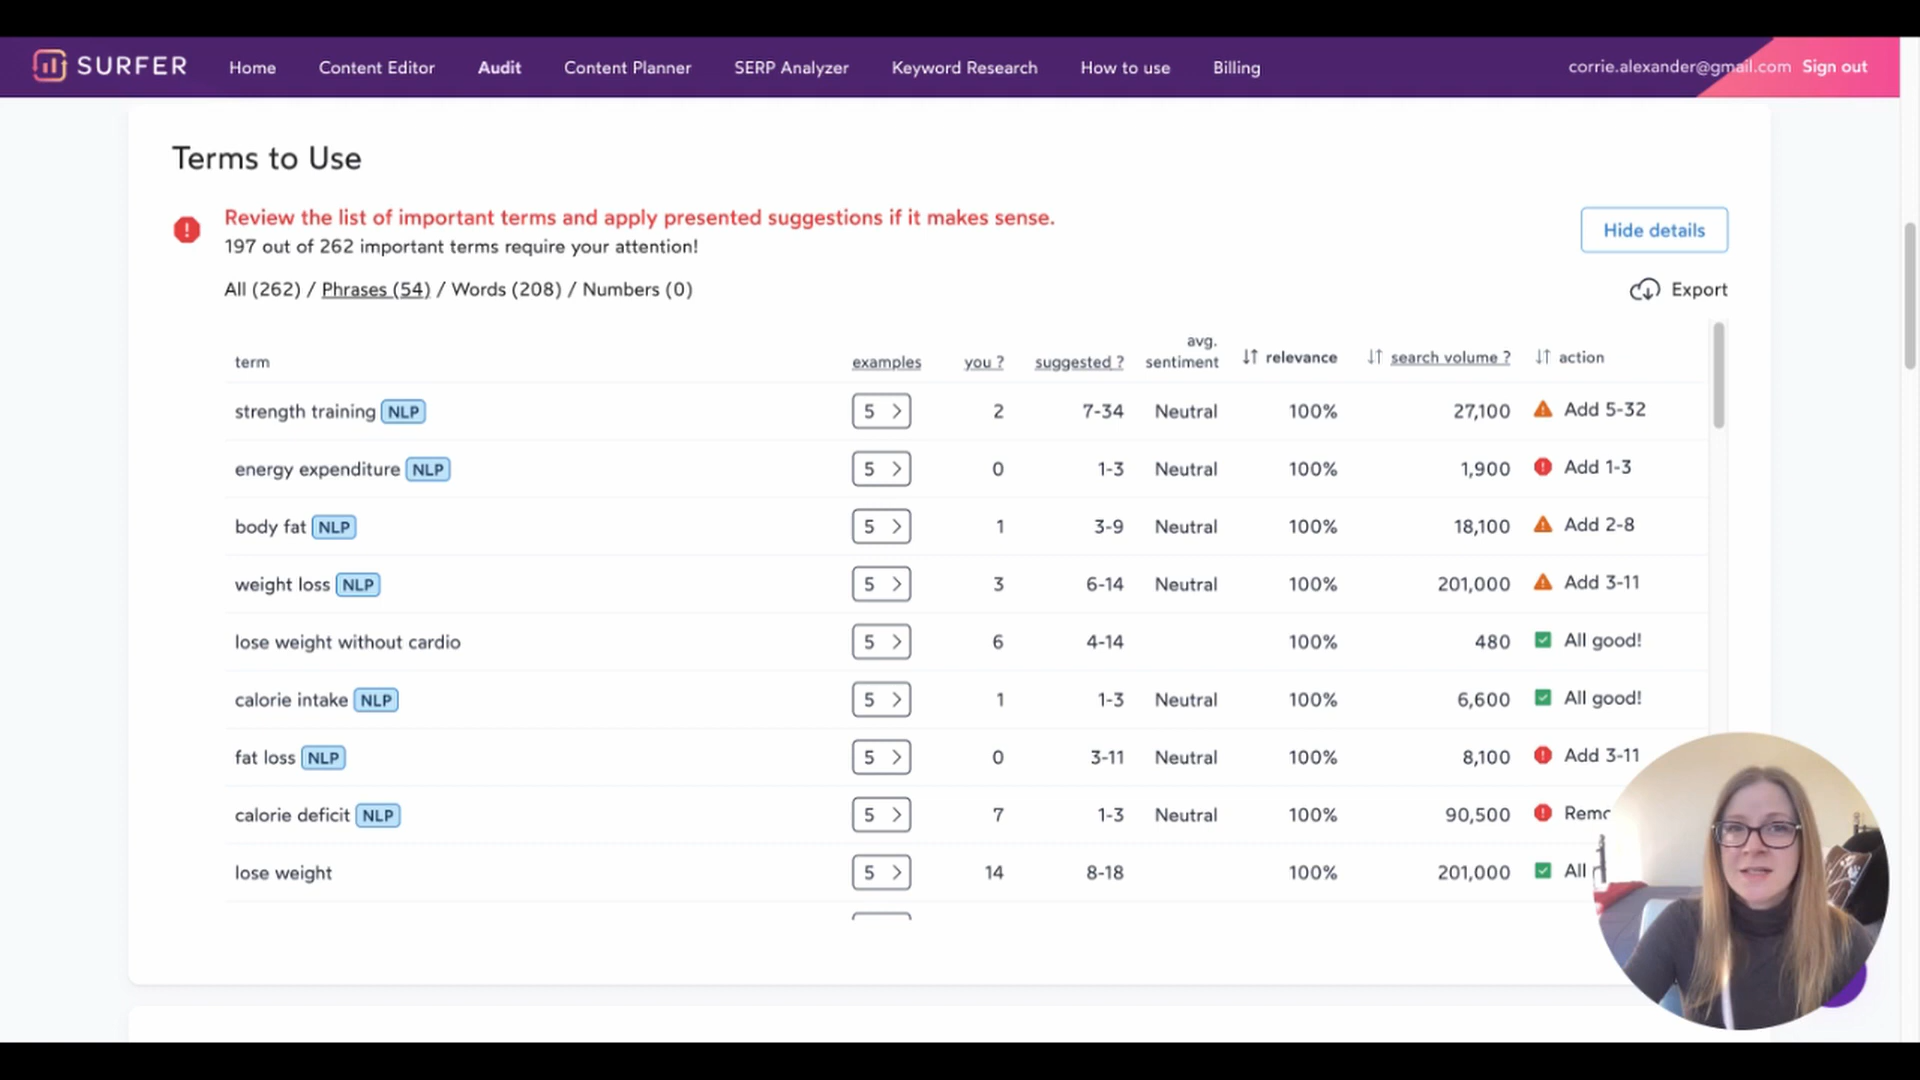 SURFER Home Content Editor Audit Content Planner SERP Analyzer Keyword Research How to use Billing corrie.alexander@gmail.com Sign out
Terms to Use
Review the list of important terms and apply presented suggestions if it makes sense.
197 out of 262 important terms require your attention!
Hide details
All (262) / Phrases (54) / Words (208) / Numbers (0)
Export
term examples you ? suggested ? avg. sentiment relevance search volume ? action
strength training NLP 5 2 7-34 Neutral 100% 27,100 Add 5-32
energy expenditure NLP 5 0 1-3 Neutral 100% 1,900 Add 1-3
body fat NLP 5 1 3-9 Neutral 100% 18,100 Add 2-8
weight loss NLP 5 3 6-14 Neutral 100% 201,000 Add 3-11
lose weight without cardio 5 6 4-14 100% 480 All good!
calorie intake NLP 5 1 1-3 Neutral 100% 6,600 All good!
fat loss NLP 5 0 3-11 Neutral 100% 8,100 Add 3-11
calorie deficit NLP 5 7 1-3 Neutral 100% 90,500
lose weight 5 14 8-18 100% 201,000 All